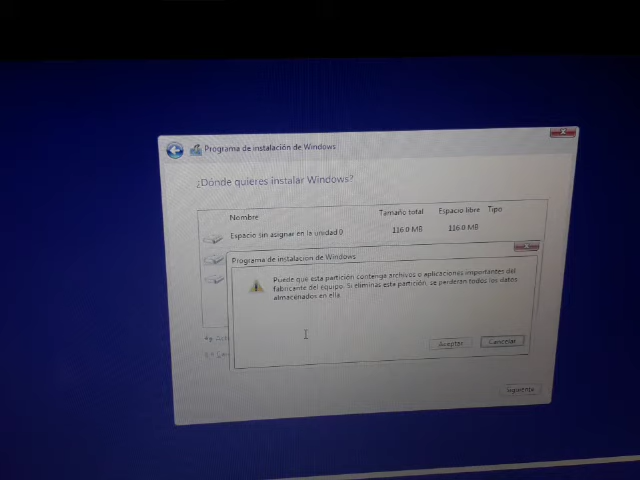 Programa de instalación de Windows
¿Dónde quieres instalar Windows?
Nombre Tamaño total Espacio libre Tipo
Espacio sin asignar en la unidad 0 116.0 MB 116.0 MB
Programa de instalación de Windows
Puede que esta partición contenga archivos o aplicaciones importantes del
fabricante del equipo. Si eliminas esta partición, se perderán todos los datos
almacenados en ella.
Aceptar Cancelar
Siguiente